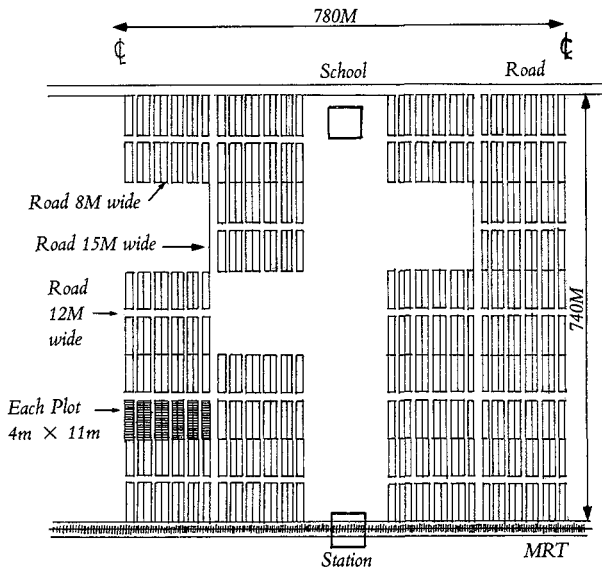 780M
℄
℄
School
Road
Road 8M wide
Road 15M wide
Road
12M
wide
740M
Each Plot
4m × 11m
Station
MRT